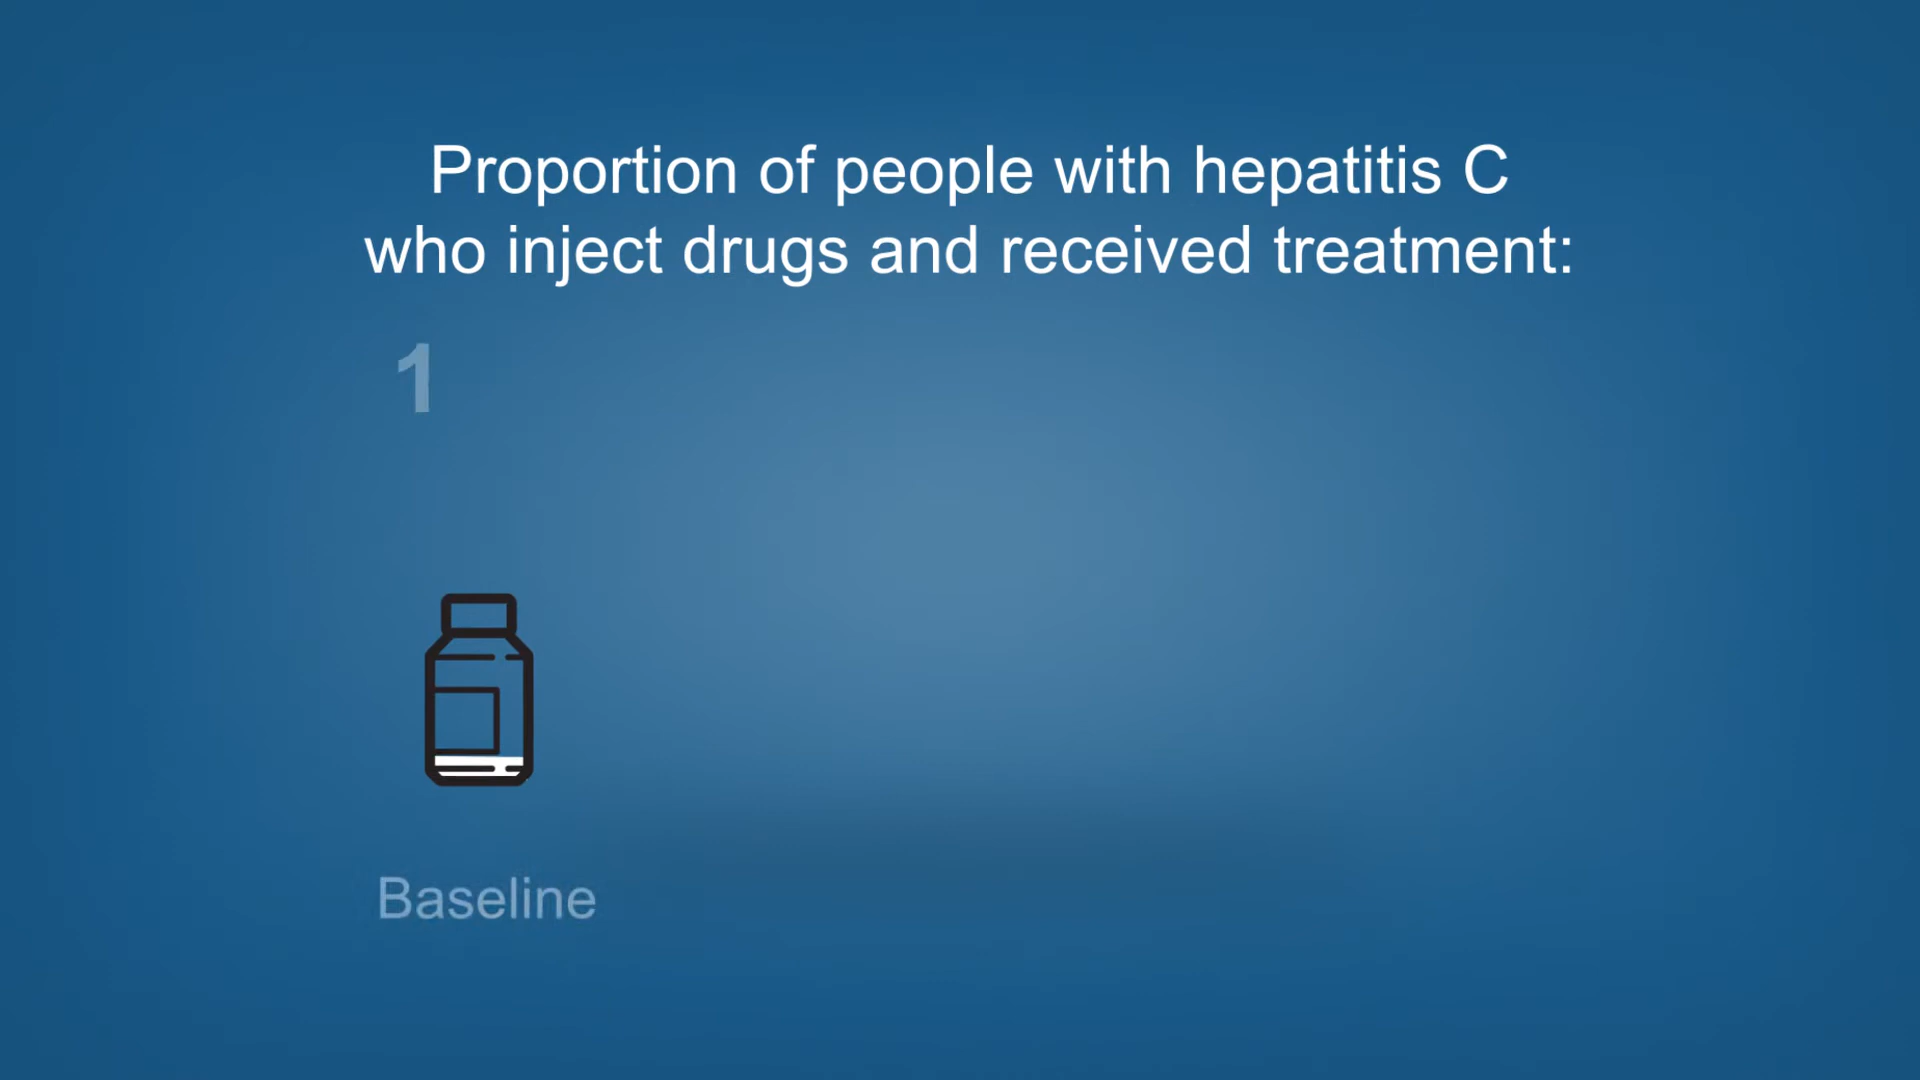 Proportion of people with hepatitis C
who inject drugs and received treatment:
1
Baseline